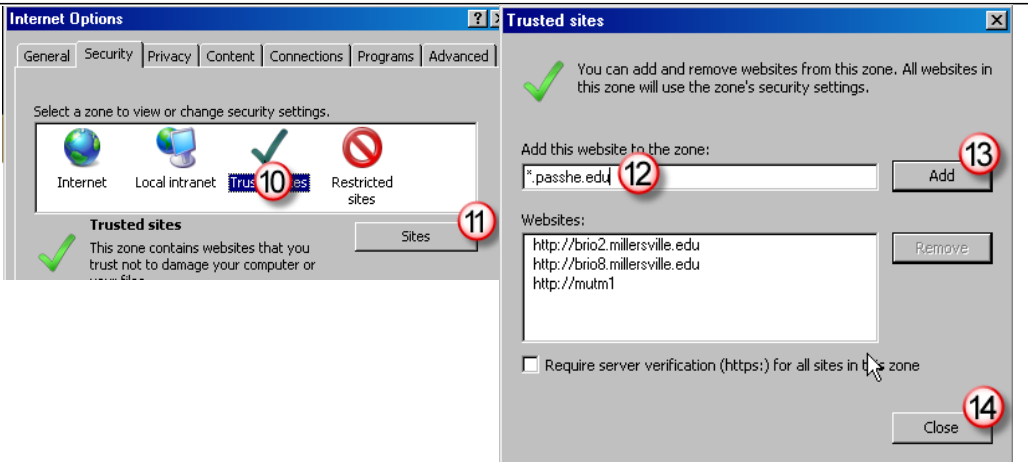 Internet Options
General Security Privacy Content Connections Programs Advanced
Select a zone to view or change security settings.
Internet
Local intranet
10
Restricted
sites
Trusted sites
This zone contains websites that you
trust not to damage your computer or
11
Sites
Trusted sites
You can add and remove websites from this zone. All websites in
this zone will use the zone's security settings.
Add this website to the zone:
*.passhe.edu
12
13
Add
Websites:
http://brio2.millersville.edu
http://brio8.millersville.edu
http://mutm1
Remove
Require server verification (https:) for all sites in this zone
14
Close